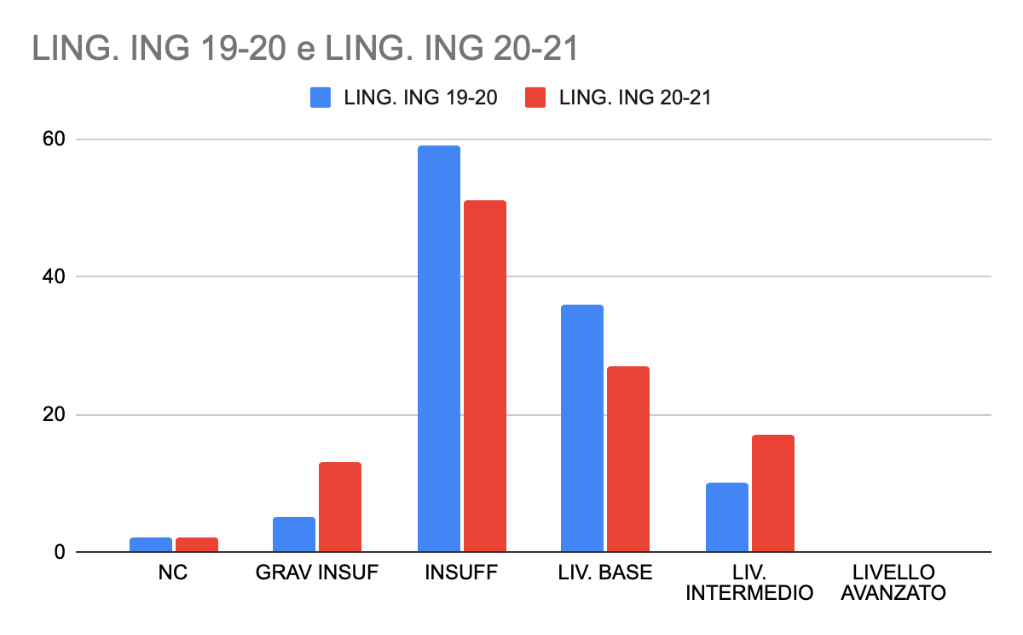 LING. ING 19-20 e LING. ING 20-21
LING. ING 19-20 LING. ING 20-21
60
40
20
0
NC GRAV INSUF INSUFF LIV. BASE LIV. LIVELLO
INTERMEDIO AVANZATO